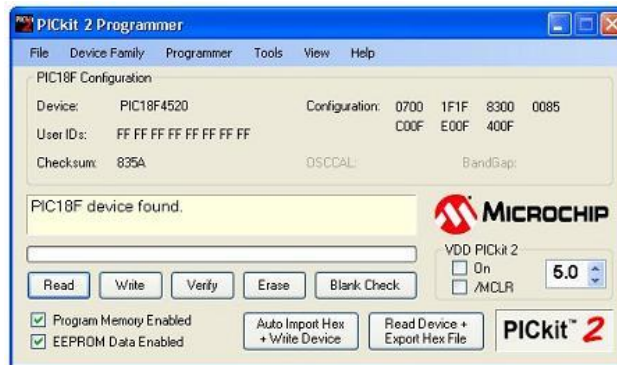 PICkit 2 Programmer
File Device Family Programmer Tools View Help
PIC18F Configuration
Device: PIC18F4520 Configuration: 0700 1F1F 8300 0085
C00F E00F 400F
User IDs: FF FF FF FF FF FF FF FF
Checksum: 835A OSCCAL: BandGap:
PIC18F device found.
MICROCHIP
VDD PICkit 2
On
/MCLR
5.0
Read Write Verify Erase Blank Check
Program Memory Enabled
EEPROM Data Enabled
Auto Import Hex
+ Write Device
Read Device +
Export Hex File
PICkit™ 2